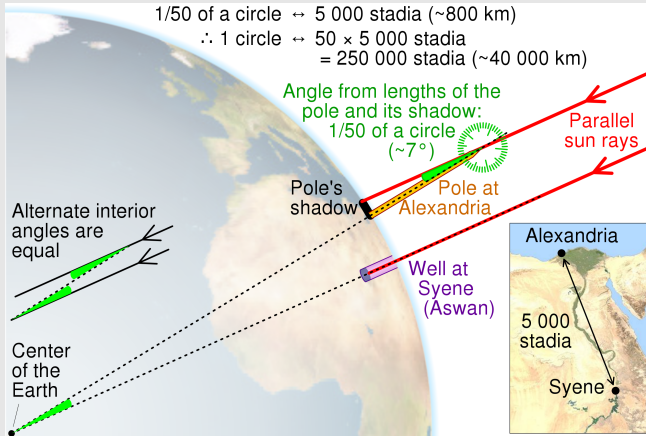 1/50 of a circle ↔ 5 000 stadia (~800 km)
∴ 1 circle ↔ 50 × 5 000 stadia
= 250 000 stadia (~40 000 km)
Angle from lengths of the
pole and its shadow:
1/50 of a circle
(~7°)
Parallel
sun rays
Pole's
shadow
Pole at
Alexandria
Alternate interior
angles are
equal
Well at
Syene
(Aswan)
Center
of the
Earth
Alexandria
5 000
stadia
Syene